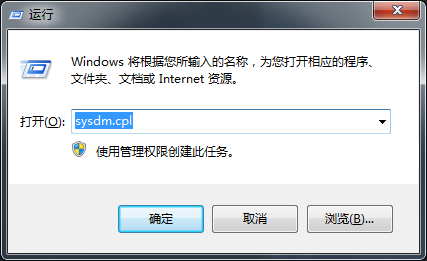 运行
Windows 将根据您所输入的名称，为您打开相应的程序、
文件夹、文档或 Internet 资源。
打开(O): sysdm.cpl
使用管理权限创建此任务。
确定 取消 浏览(B)...